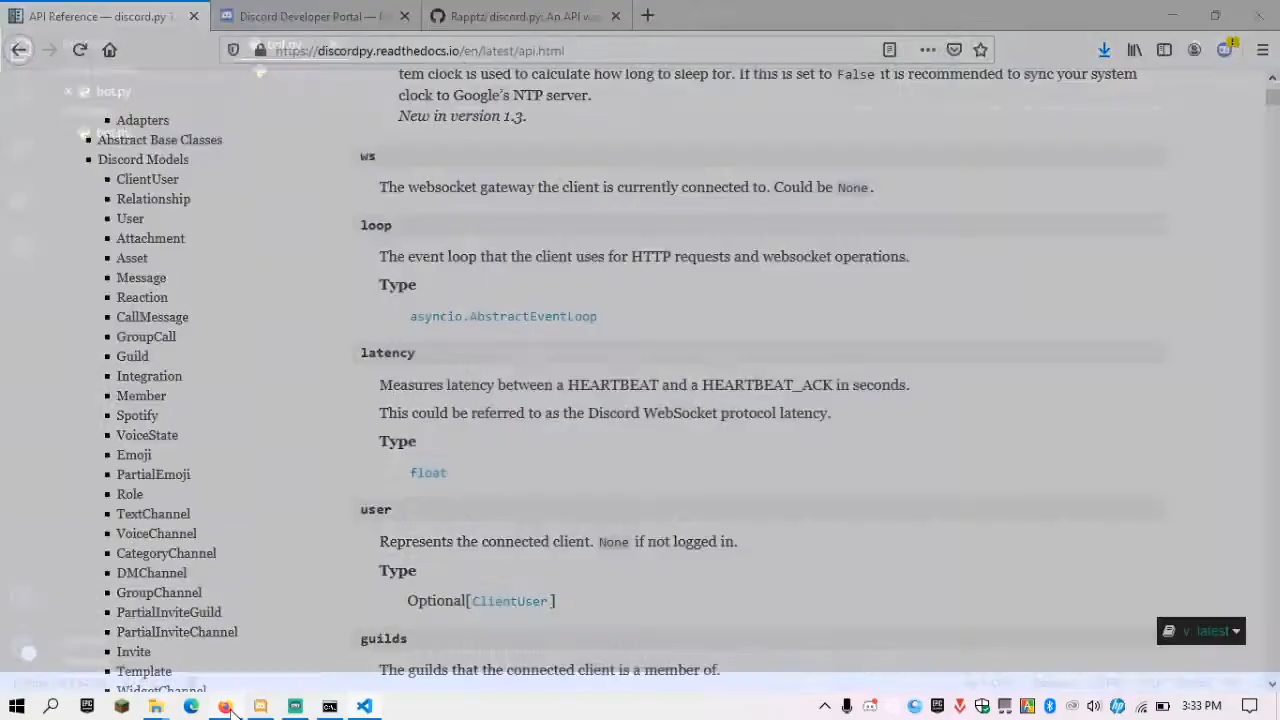 API Reference — discord.py 1
Discord Developer Portal —
Rapptz/discord.py: An API wra
https://discordpy.readthedocs.io/en/latest/api.html
bot.py
tem clock is used to calculate how long to sleep for. If this is set to False it is recommended to sync your system
clock to Google's NTP server.
New in version 1.3.
Adapters
Abstract Base Classes
Discord Models
ClientUser
Relationship
User
Attachment
Asset
Message
Reaction
CallMessage
GroupCall
Guild
Integration
Member
Spotify
VoiceState
Emoji
PartialEmoji
Role
TextChannel
VoiceChannel
CategoryChannel
DMChannel
GroupChannel
PartialInviteGuild
PartialInviteChannel
Invite
Template
WidgetChannel
ws
The websocket gateway the client is currently connected to. Could be None.
loop
The event loop that the client uses for HTTP requests and websocket operations.
Type
asyncio.AbstractEventLoop
latency
Measures latency between a HEARTBEAT and a HEARTBEAT_ACK in seconds.
This could be referred to as the Discord WebSocket protocol latency.
Type
float
user
Represents the connected client. None if not logged in.
Type
Optional[ClientUser]
guilds
The guilds that the connected client is a member of.
v: latest
3:33 PM